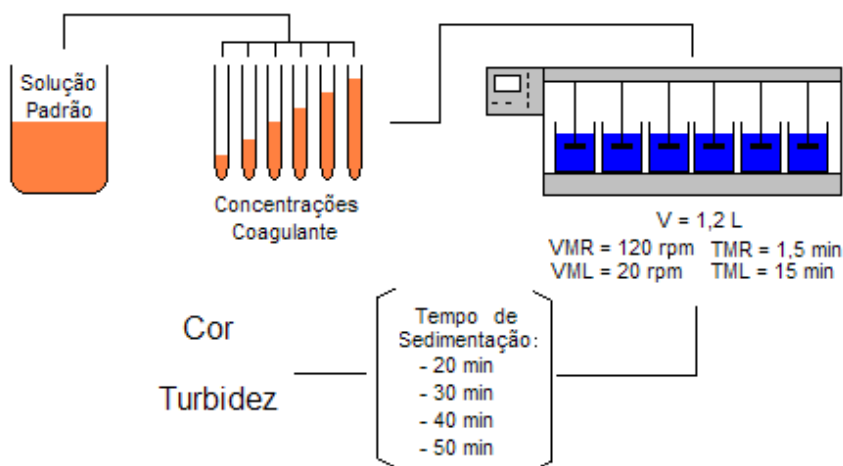 Solução
Padrão
Concentrações
Coagulante
V = 1,2 L
VMR = 120 rpm TMR = 1,5 min
VML = 20 rpm TML = 15 min
Tempo de
Sedimentação:
- 20 min
- 30 min
- 40 min
- 50 min
Cor
Turbidez